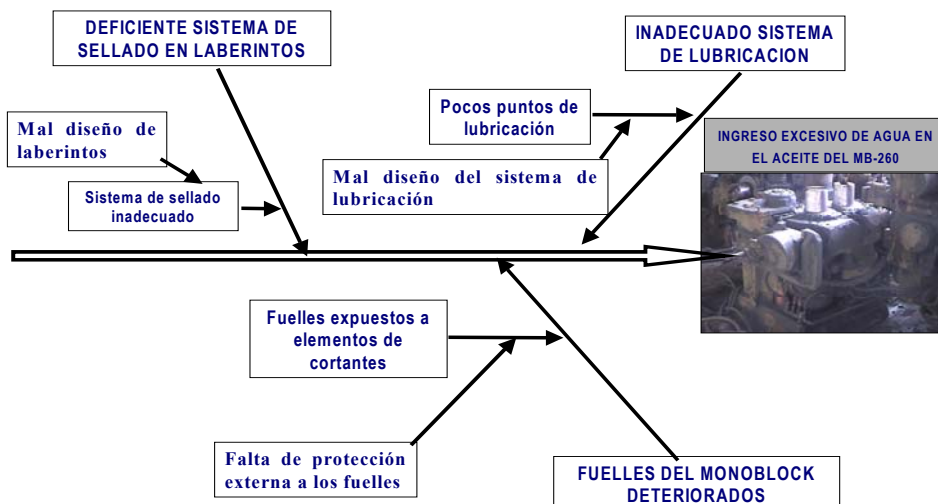 DEFICIENTE SISTEMA DE
SELLADO EN LABERINTOS
INADECUADO SISTEMA
DE LUBRICACION
Pocos puntos de
lubricación
Mal diseño de
laberintos
INGRESO EXCESIVO DE AGUA EN
EL ACEITE DEL MB-260
Mal diseño del sistema de
lubricación
Sistema de sellado
inadecuado
Fuelles expuestos a
elementos de
cortantes
Falta de protección
externa a los fuelles
FUELLES DEL MONOBLOCK
DETERIORADOS